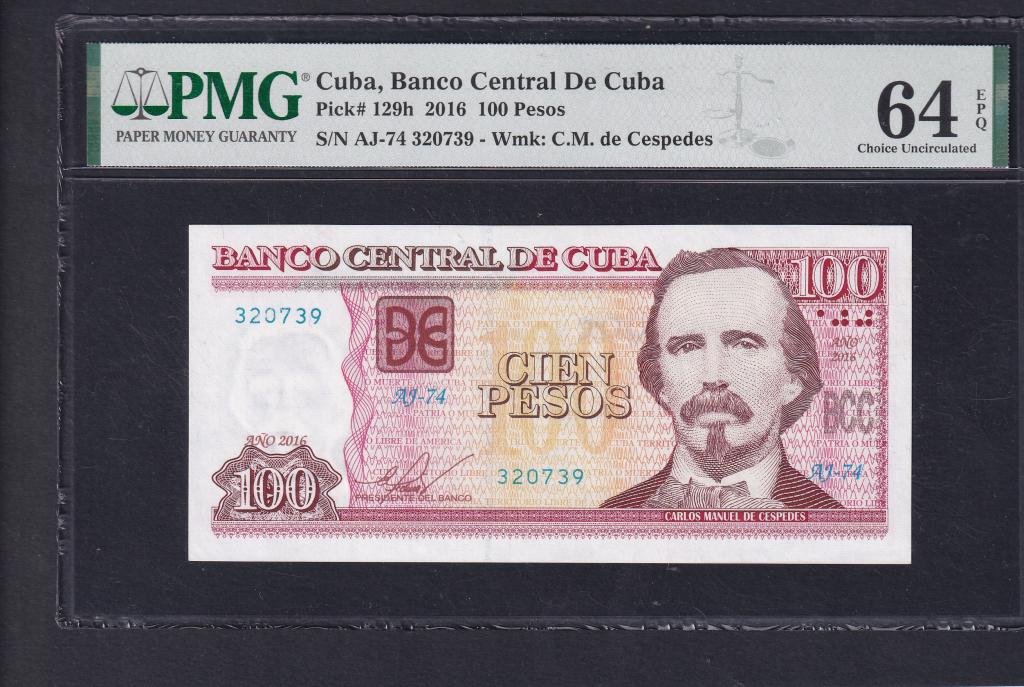 PMG®
PAPER MONEY GUARANTY
Cuba, Banco Central De Cuba
Pick# 129h 2016 100 Pesos
S/N AJ-74 320739 - Wmk: C.M. de Cespedes
64
EPQ
Choice Uncirculated
BANCO CENTRAL DE CUBA
100
320739
AÑO
2016
100
CIEN
PESOS
AJ-74
BCC
AÑO 2016
100
320739
AJ-74
PRESIDENTE DEL BANCO
CARLOS MANUEL DE CESPEDES